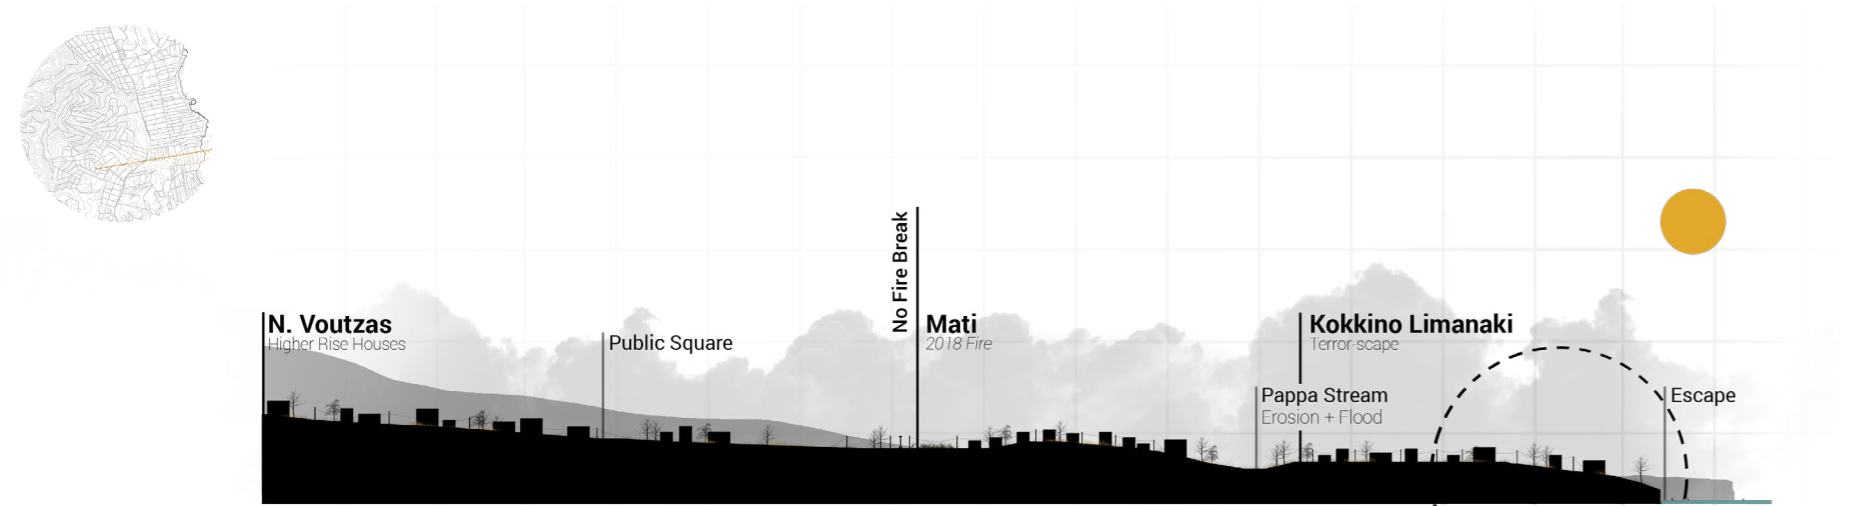 N. Voutzas
Higher Rise Houses
Public Square
No Fire Break
Mati
2018 Fire
Pappa Stream
Erosion + Flood
Kokkino Limanaki
Terror-scape
Escape